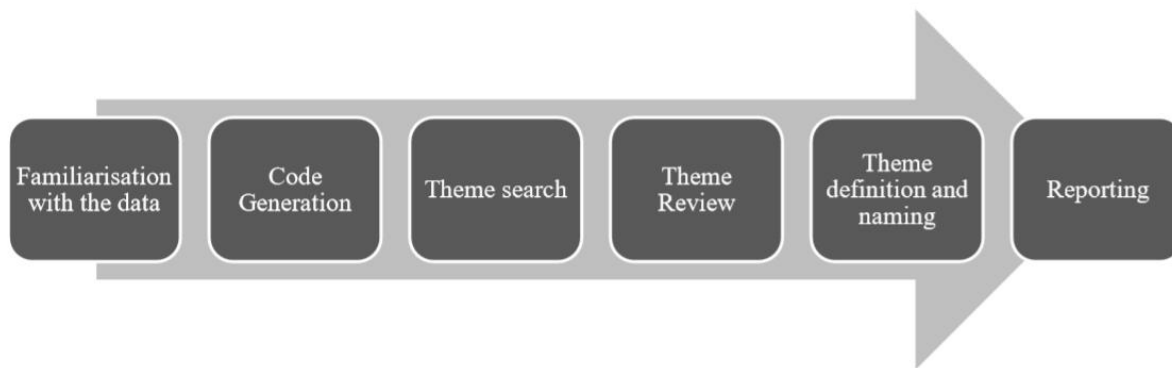 Familiarisation
with the data
Code
Generation
Theme search
Theme
Review
Theme
definition and
naming
Reporting